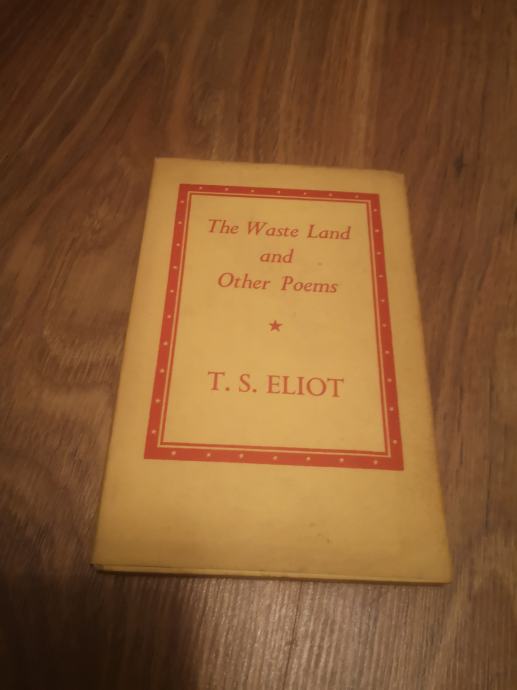 The Waste Land
and
Other Poems
T. S. ELIOT